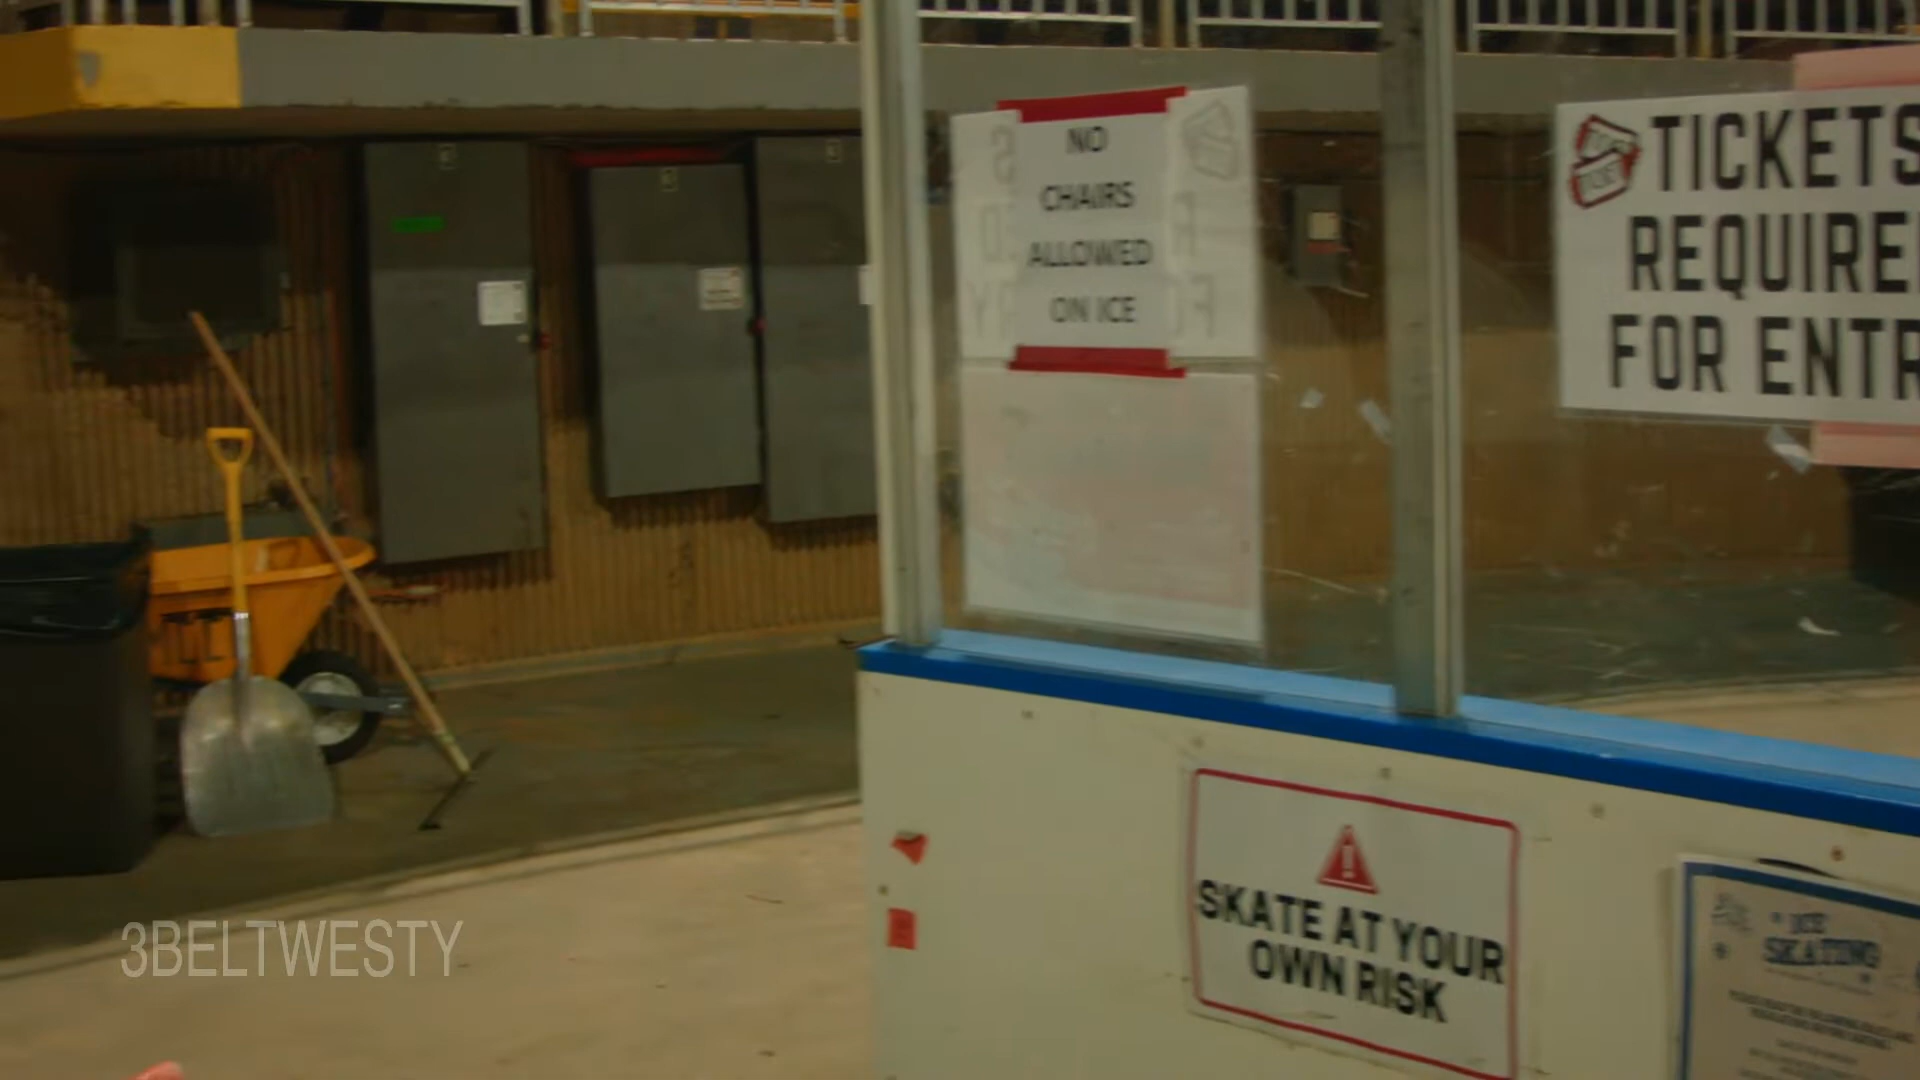 NO
CHAIRS
ALLOWED
ON ICE
TICKETS
REQUIRE
FOR ENTR
SKATE AT YOUR
OWN RISK
ICE
SKATING
3BELTWESTY